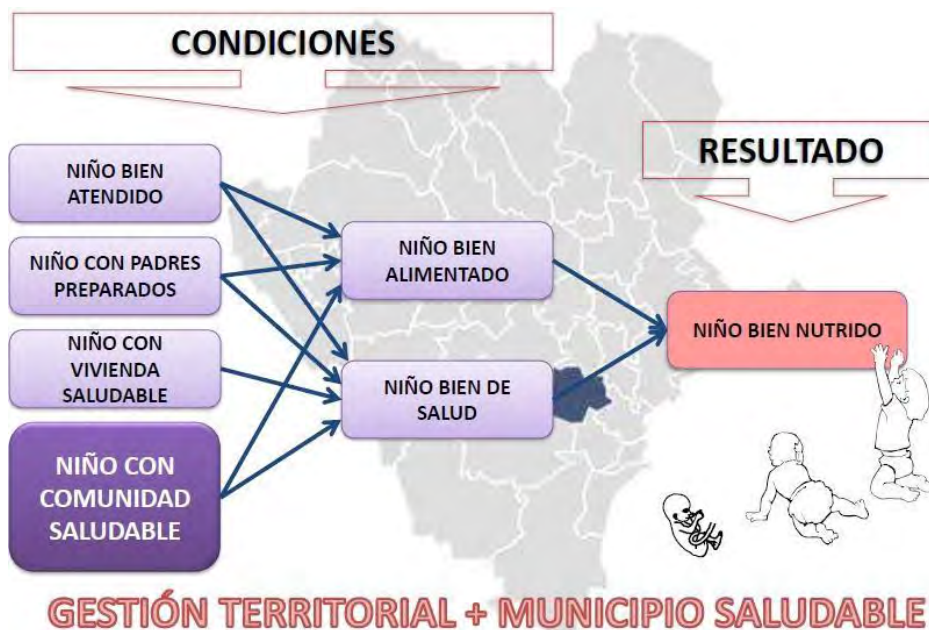 CONDICIONES
RESULTADO
NIÑO BIEN
ATENDIDO
NIÑO CON PADRES
PREPARADOS
NIÑO CON
VIVIENDA
SALUDABLE
NIÑO CON
COMUNIDAD
SALUDABLE
NIÑO BIEN
ALIMENTADO
NIÑO BIEN DE
SALUD
NIÑO BIEN NUTRIDO
GESTIÓN TERRITORIAL + MUNICIPIO SALUDABLE